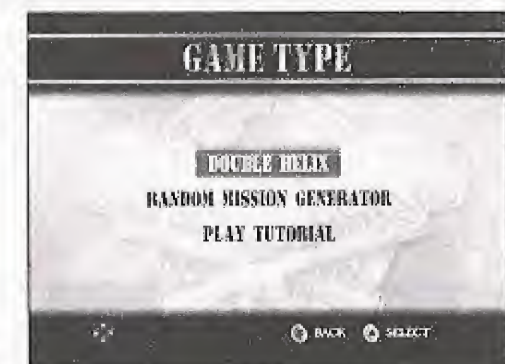 GAME TYPE
DOUBLE HELIX
RANDOM MISSION GENERATOR
PLAY TUTORIAL
BACK SELECT